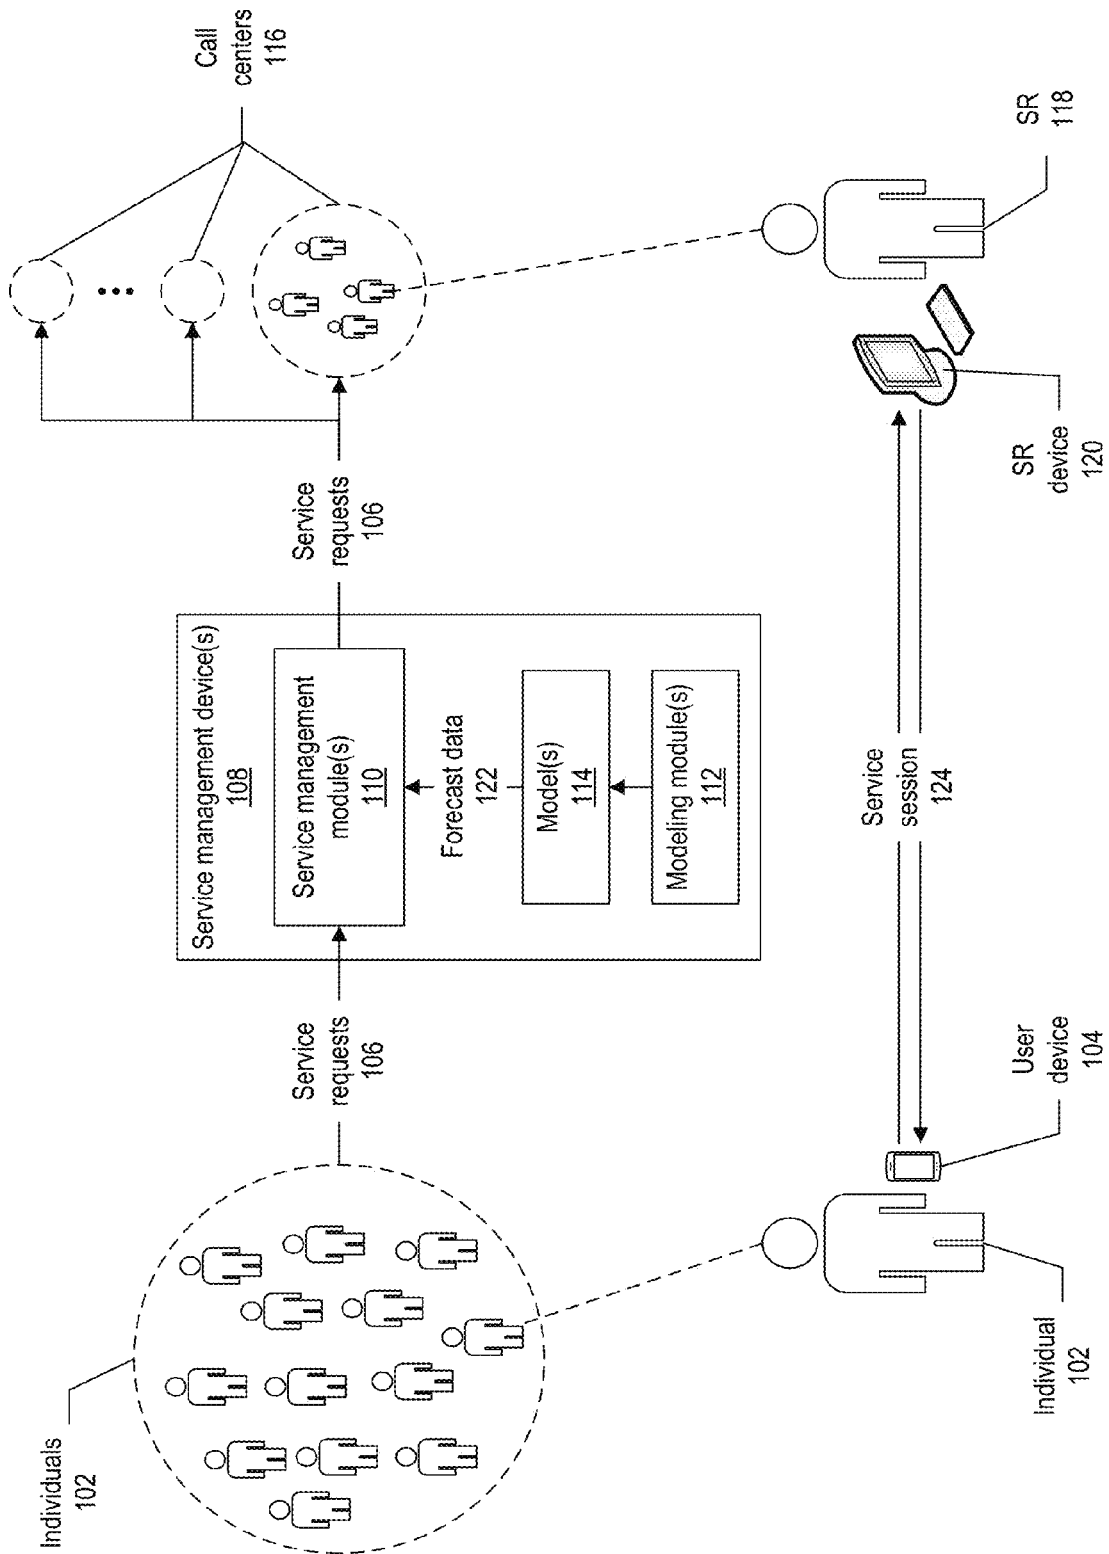 Individuals
102
Service
requests
106
Service management device(s)
108
Service management
module(s)
110
Forecast data
122
Model(s)
114
Modeling module(s)
112
Service
requests
106
Call
centers
116
Individual
102
User
device
104
Service
session
124
SR
device
120
SR
118